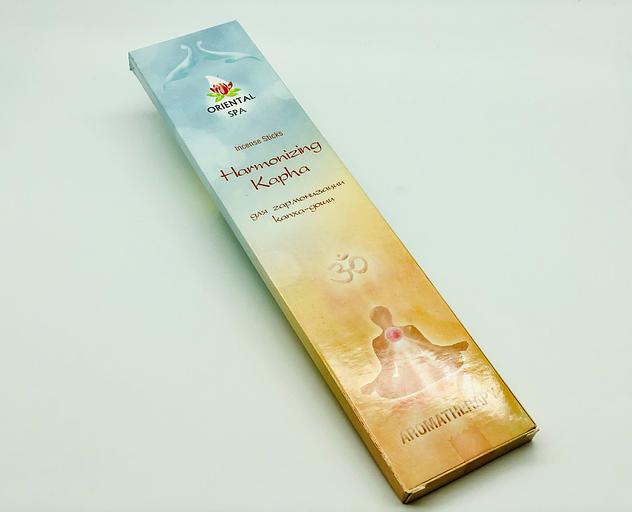 ORIENTAL
SPA
Incense Sticks
Harmonizing
Kapha
для гармонизации
капха-доши
ॐ
AROMATHERAPY